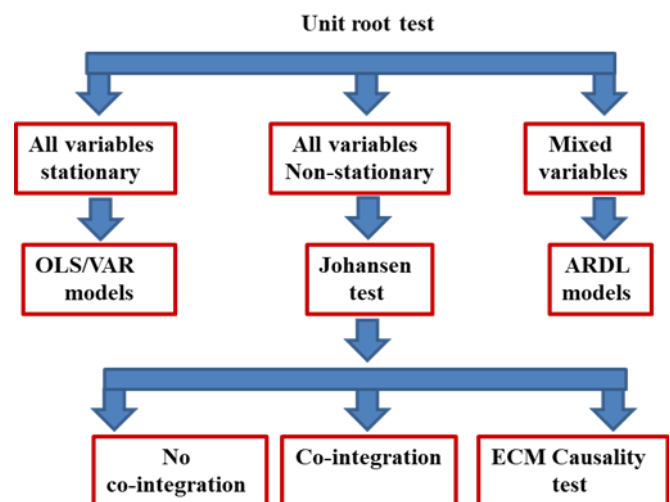 Unit root test
All variables
stationary
All variables
Non-stationary
Mixed
variables
OLS/VAR
models
Johansen
test
ARDL
models
No
co-integration
Co-integration
ECM Causality
test